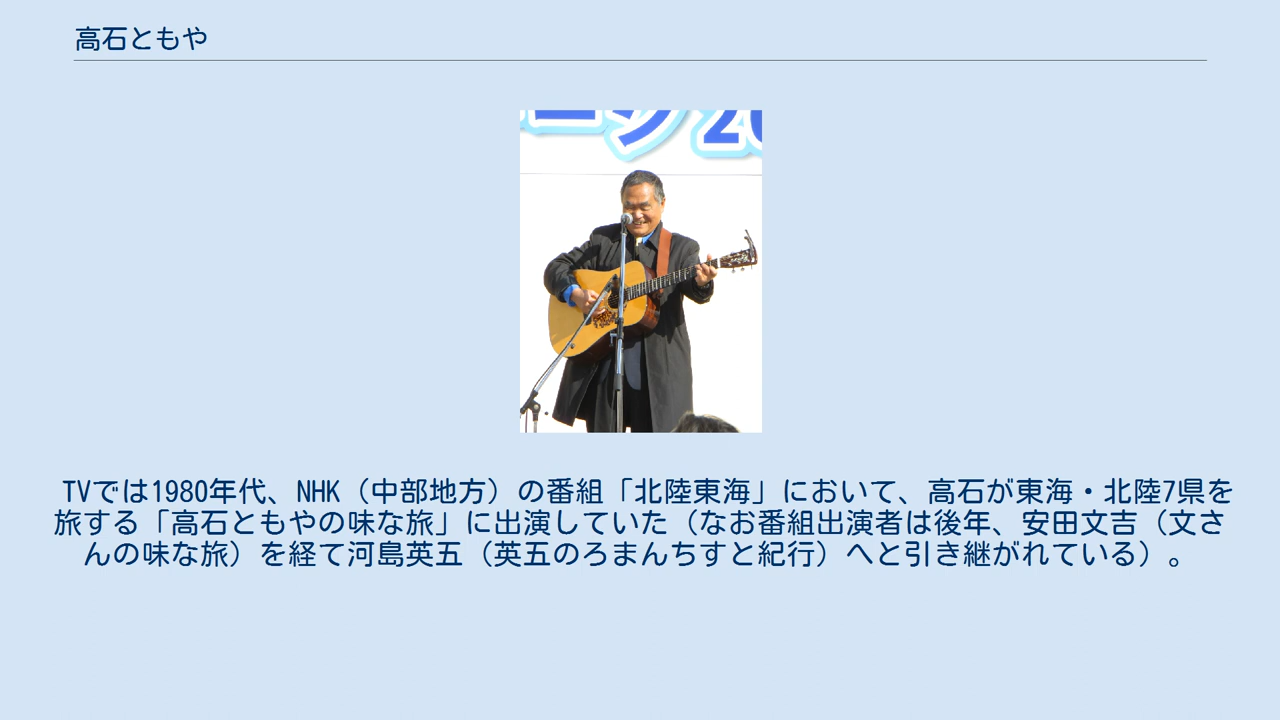 高石ともや
TVでは1980年代、NHK（中部地方）の番組「北陸東海」において、高石が東海・北陸7県を
旅する「高石ともやの味な旅」に出演していた（なお番組出演者は後年、安田文吉（文さ
んの味な旅）を経て河島英五（英五のろまんちすと紀行）へと引き継がれている）。